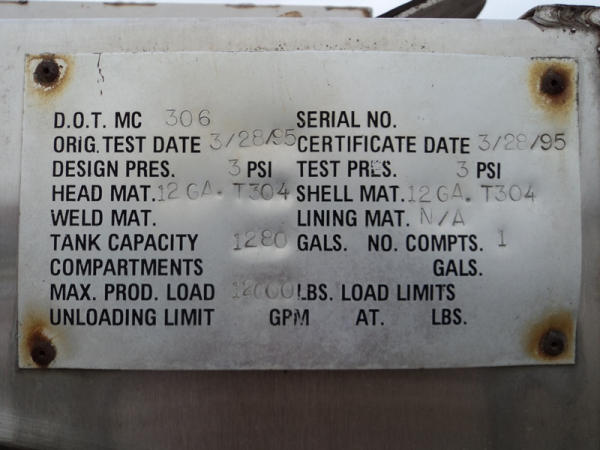 D.O.T. MC 306 SERIAL NO.
ORIG. TEST DATE 3/28/95 CERTIFICATE DATE 3/28/95
DESIGN PRES. 3 PSI TEST PRES. 3 PSI
HEAD MAT. 12 GA. T304 SHELL MAT. 12 GA. T304
WELD MAT. LINING MAT. N/A
TANK CAPACITY 1280 GALS. NO. COMPTS. 1
COMPARTMENTS GALS.
MAX. PROD. LOAD 12000 LBS. LOAD LIMITS
UNLOADING LIMIT GPM AT. LBS.